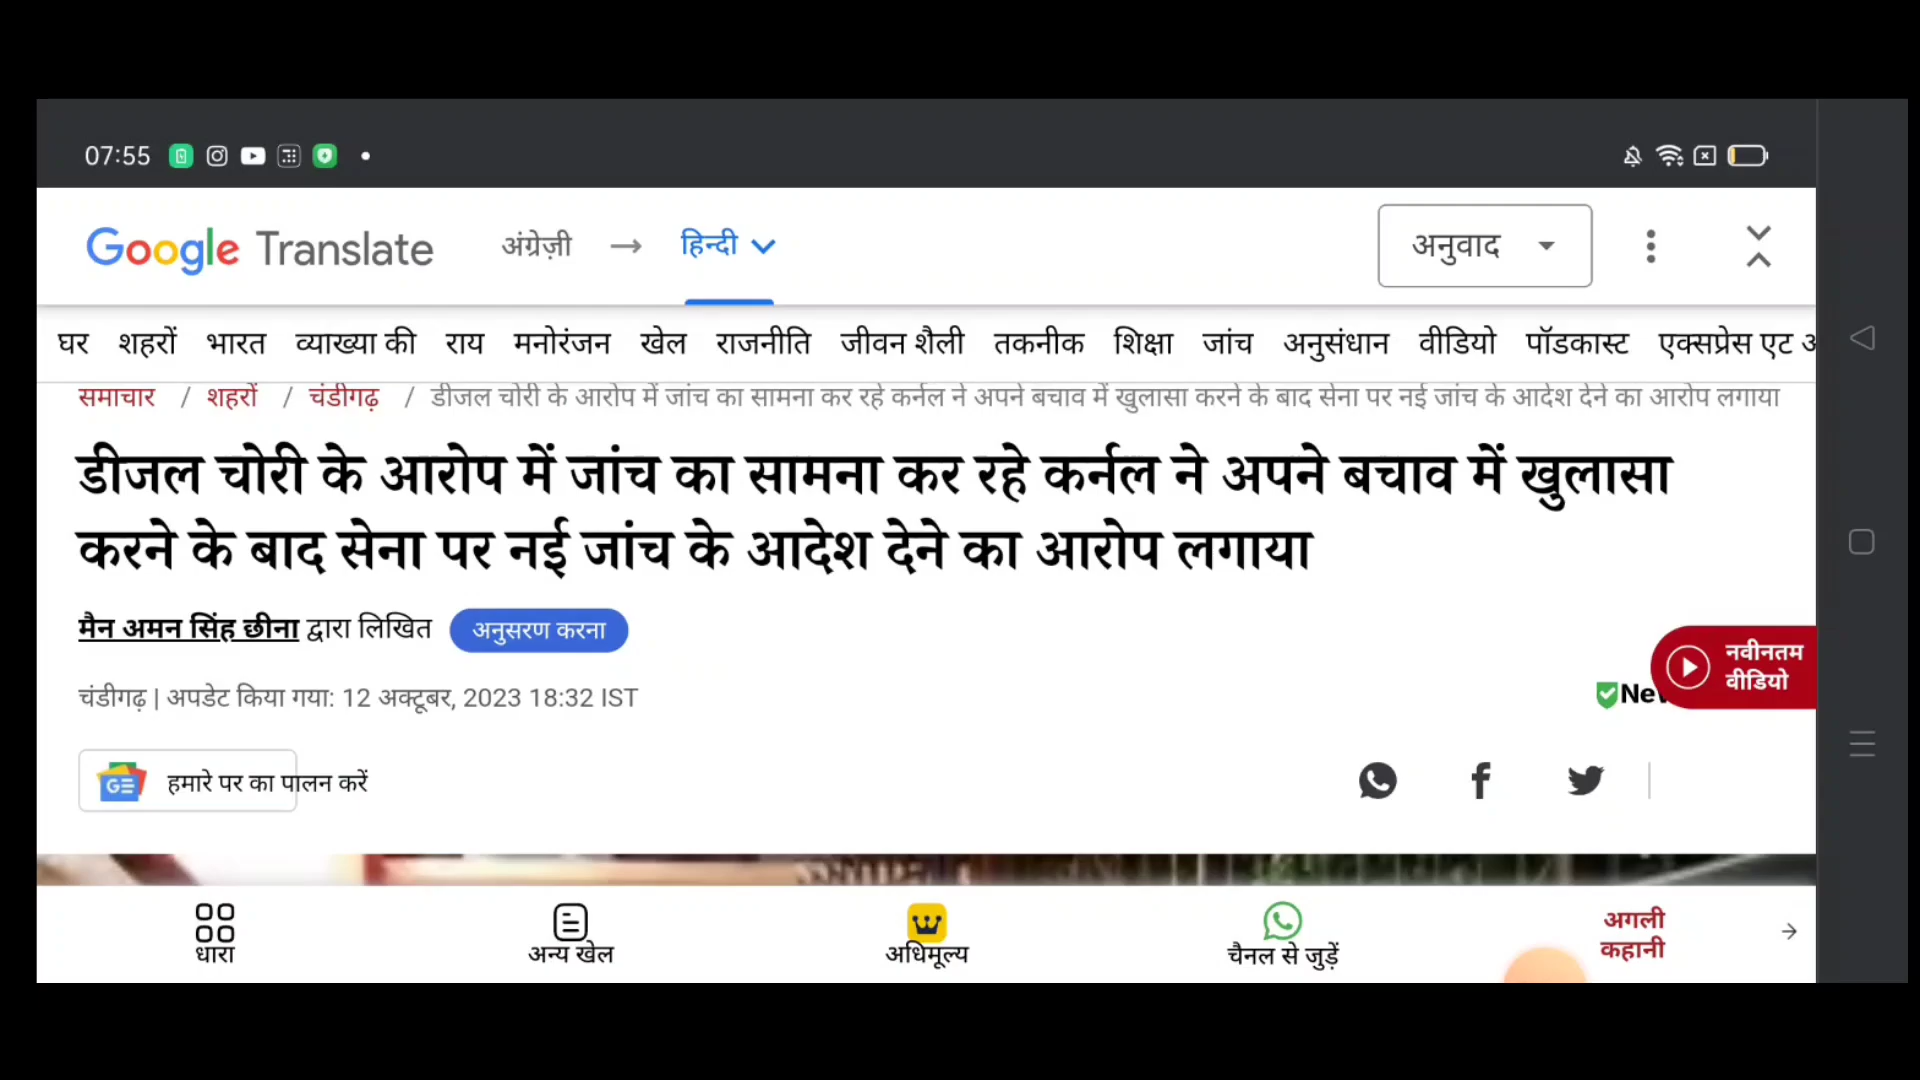 07:55
Google Translate अंग्रेज़ी → हिन्दी अनुवाद
घर शहरों भारत व्याख्या की राय मनोरंजन खेल राजनीति जीवन शैली तकनीक शिक्षा जांच अनुसंधान वीडियो पॉडकास्ट एक्सप्रेस एट
समाचार / शहरों / चंडीगढ़ / डीजल चोरी के आरोप में जांच का सामना कर रहे कर्नल ने अपने बचाव में खुलासा करने के बाद सेना पर नई जांच के आदेश देने का आरोप लगाया
डीजल चोरी के आरोप में जांच का सामना कर रहे कर्नल ने अपने बचाव में खुलासा
करने के बाद सेना पर नई जांच के आदेश देने का आरोप लगाया
मैन अमन सिंह छीना द्वारा लिखित अनुसरण करना
नवीनतम
वीडियो
चंडीगढ़ | अपडेट किया गया: 12 अक्टूबर, 2023 18:32 IST
GE हमारे पर का पालन करें
धारा अन्य खेल अधिमूल्य चैनल से जुड़ें अगली
कहानी →